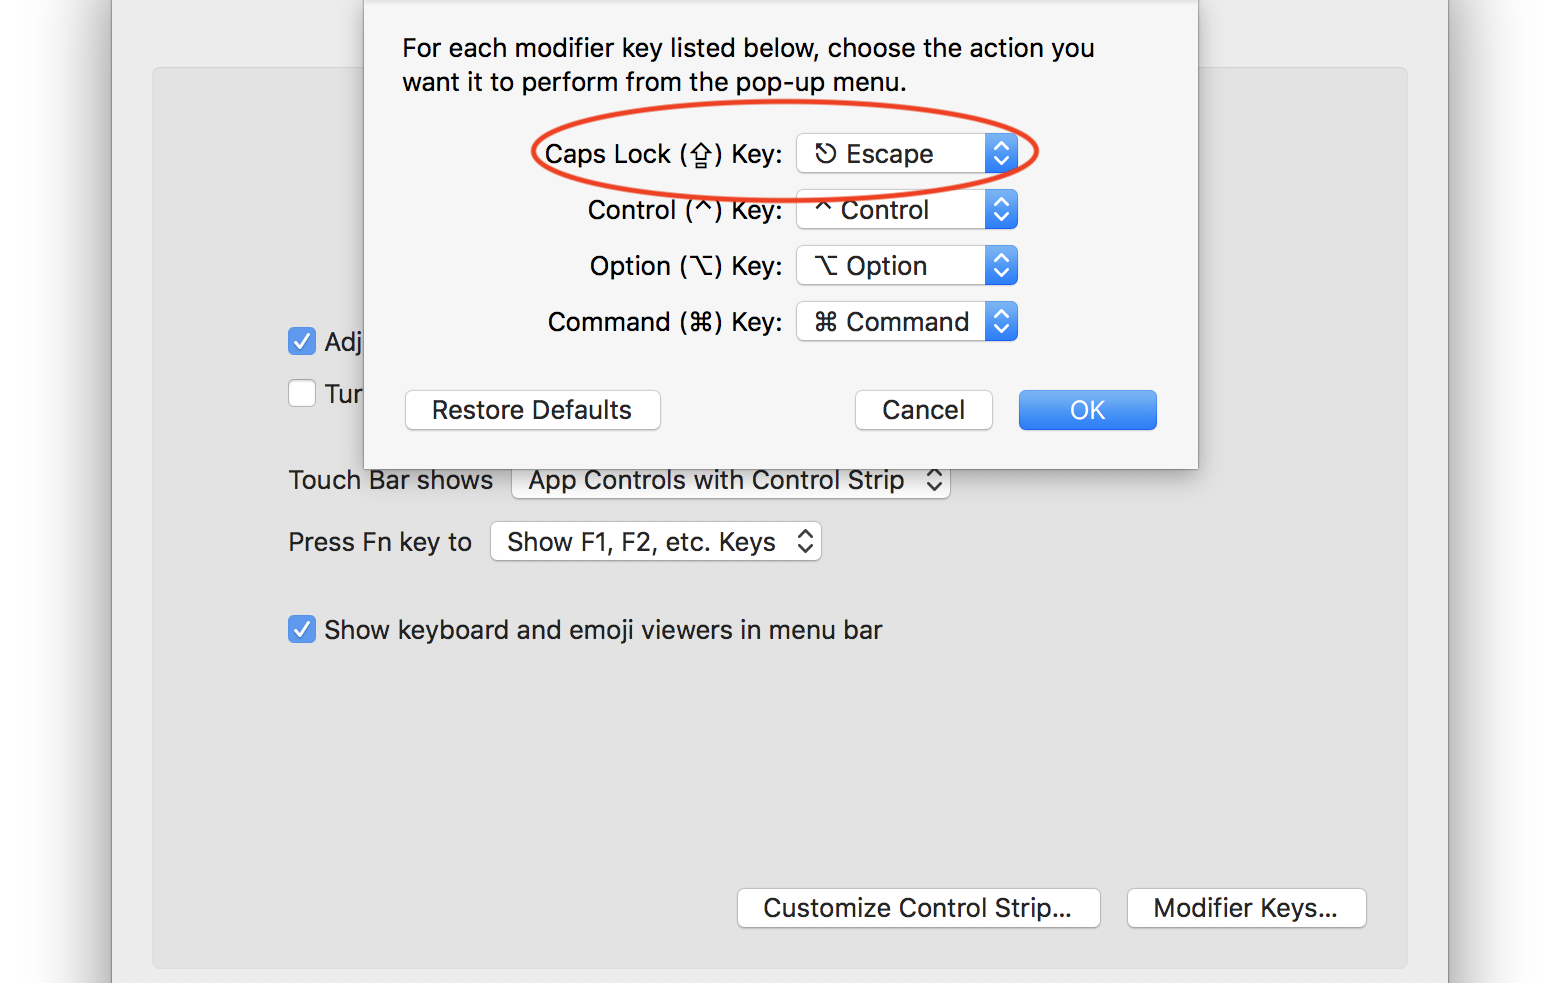 For each modifier key listed below, choose the action you
want it to perform from the pop-up menu.
Caps Lock (⇪) Key: ⎋ Escape
Control (^) Key: ^ Control
Option (⌥) Key: ⌥ Option
Command (⌘) Key: ⌘ Command
Restore Defaults Cancel OK
Adj
Tur
Touch Bar shows App Controls with Control Strip
Press Fn key to Show F1, F2, etc. Keys
Show keyboard and emoji viewers in menu bar
Customize Control Strip... Modifier Keys...